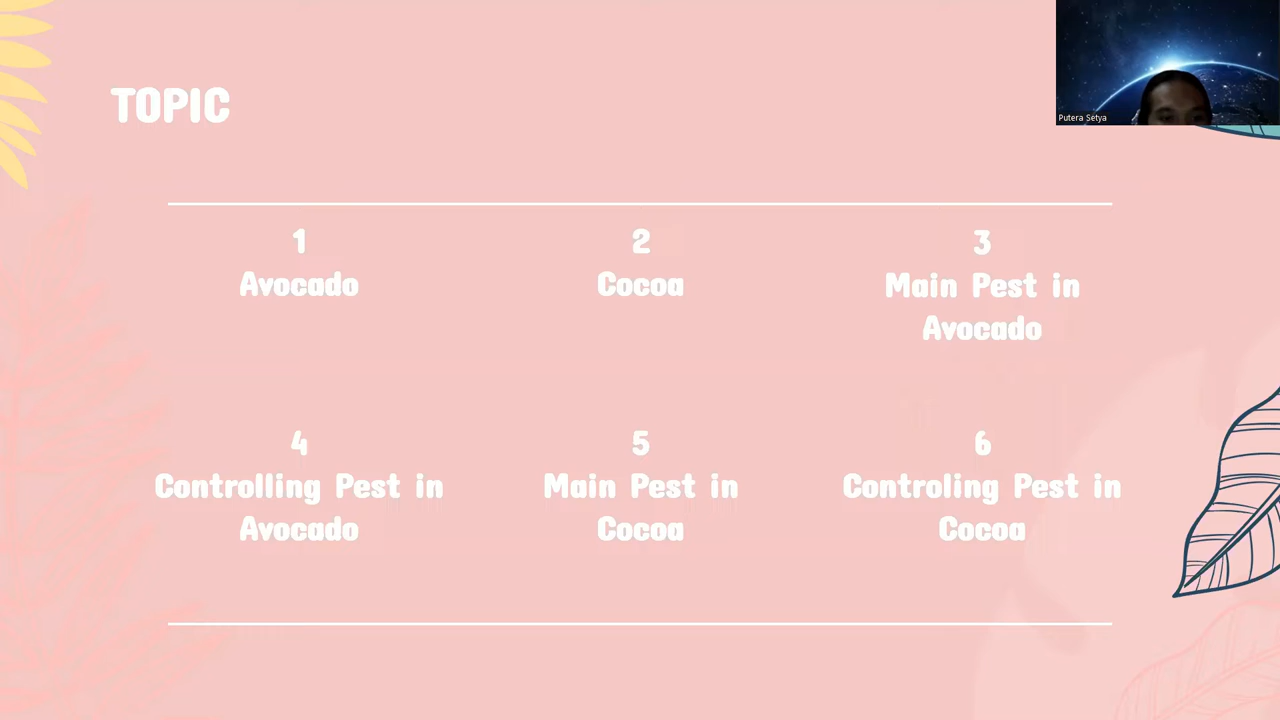 TOPIC
Putera Setya
1
Avocado
2
Cocoa
3
Main Pest in
Avocado
4
Controlling Pest in
Avocado
5
Main Pest in
Cocoa
6
Controling Pest in
Cocoa